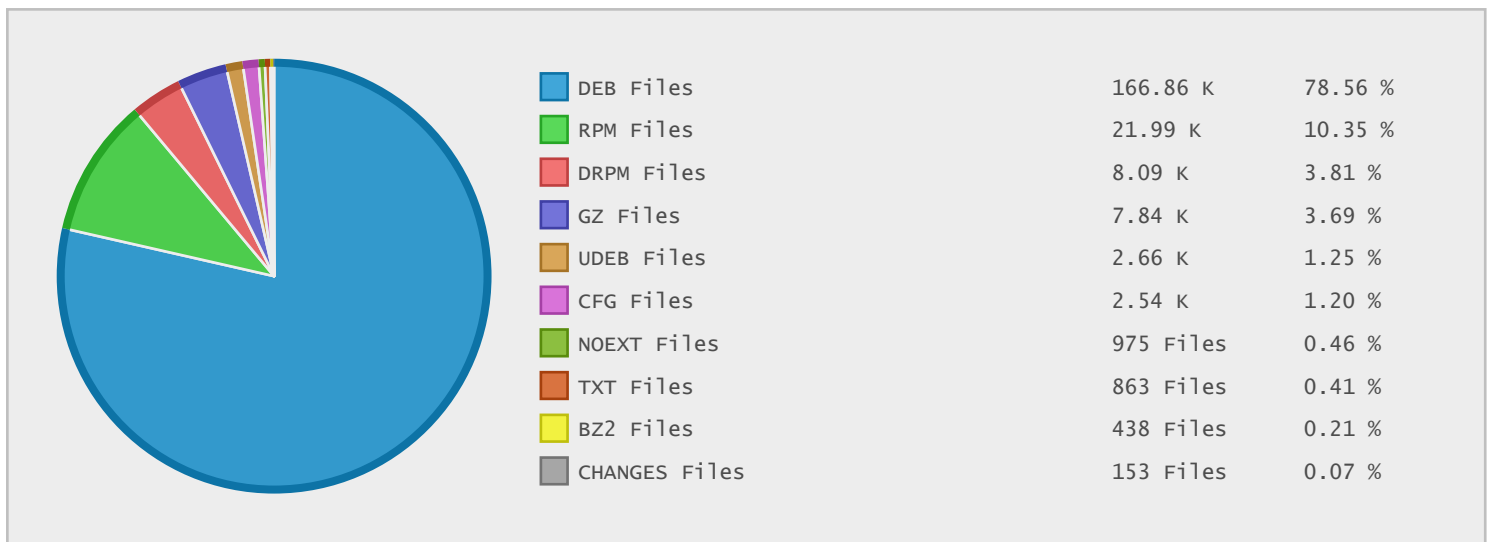 DEB Files 166.86 K 78.56 %
RPM Files 21.99 K 10.35 %
DRPM Files 8.09 K 3.81 %
GZ Files 7.84 K 3.69 %
UDEB Files 2.66 K 1.25 %
CFG Files 2.54 K 1.20 %
NOEXT Files 975 Files 0.46 %
TXT Files 863 Files 0.41 %
BZ2 Files 438 Files 0.21 %
CHANGES Files 153 Files 0.07 %